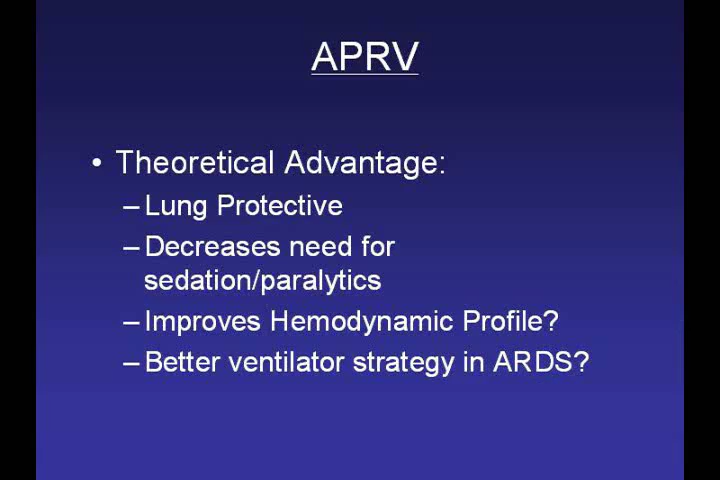 APRV
• Theoretical Advantage:
– Lung Protective
– Decreases need for
sedation/paralytics
– Improves Hemodynamic Profile?
– Better ventilator strategy in ARDS?